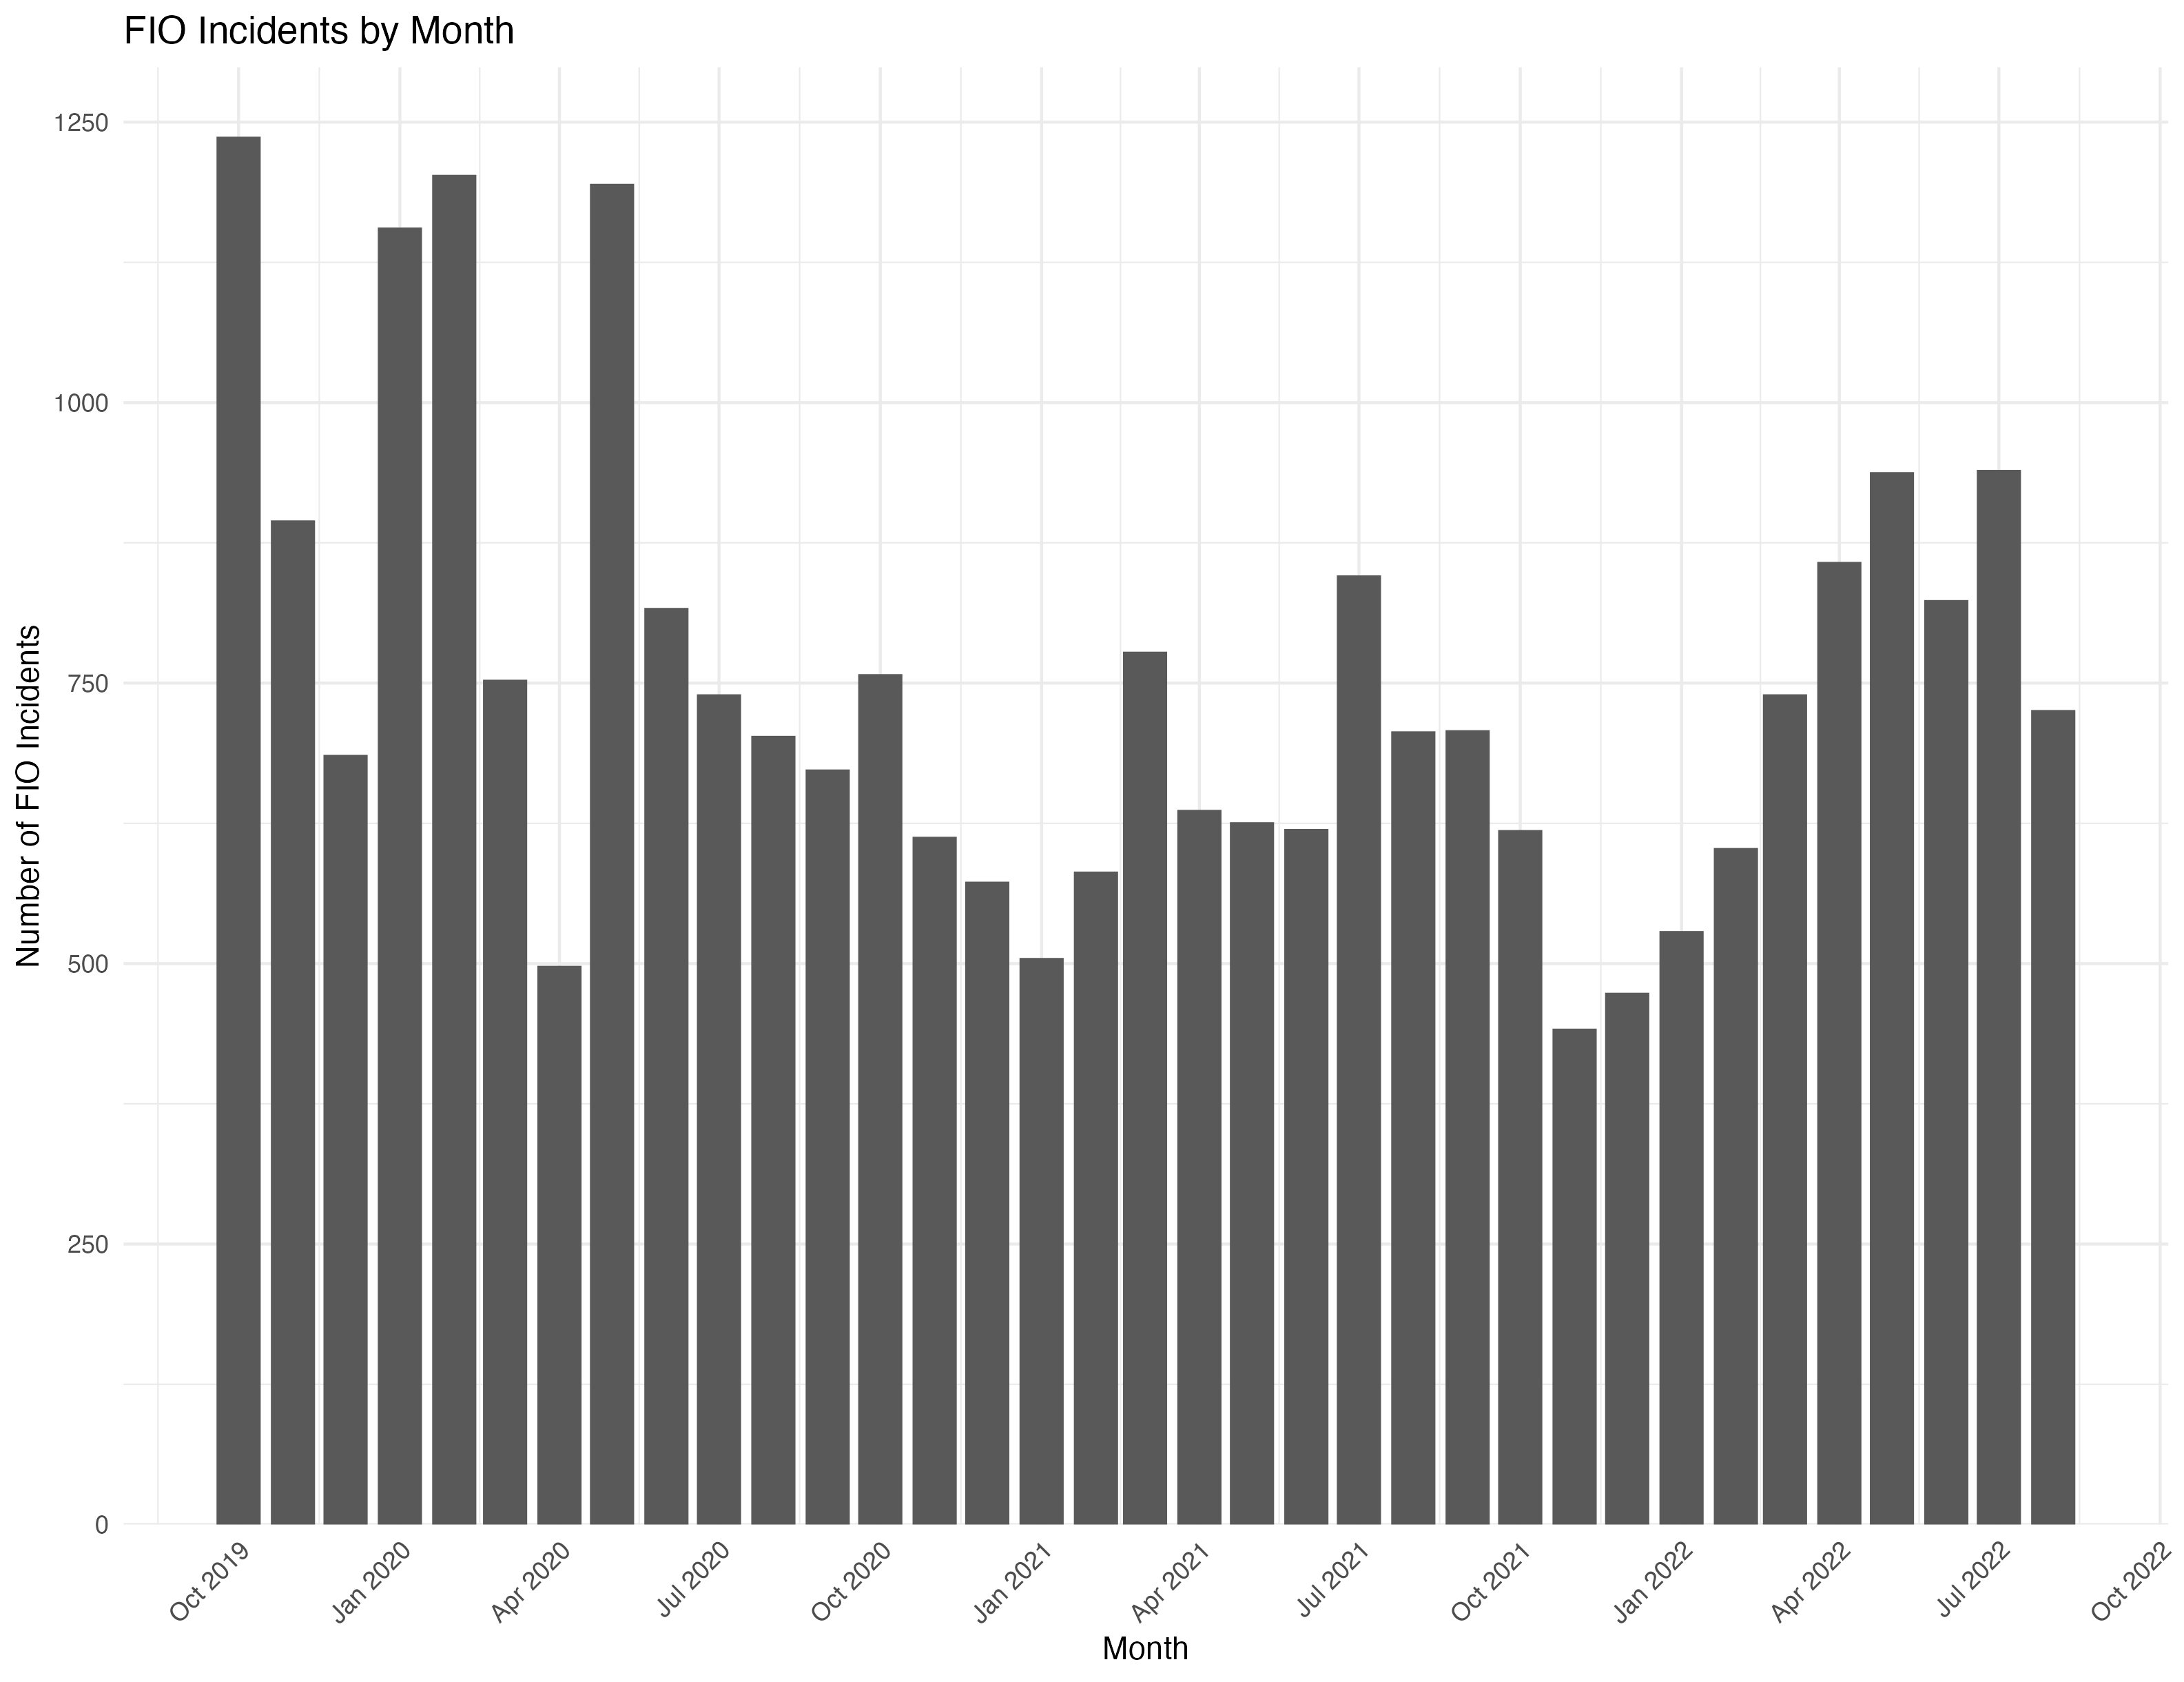 FIO Incidents by Month
Number of FIO Incidents
1250
1000
750
500
250
0
Oct 2019
Jan 2020
Apr 2020
Jul 2020
Oct 2020
Jan 2021
Apr 2021
Jul 2021
Oct 2021
Jan 2022
Apr 2022
Jul 2022
Oct 2022
Month